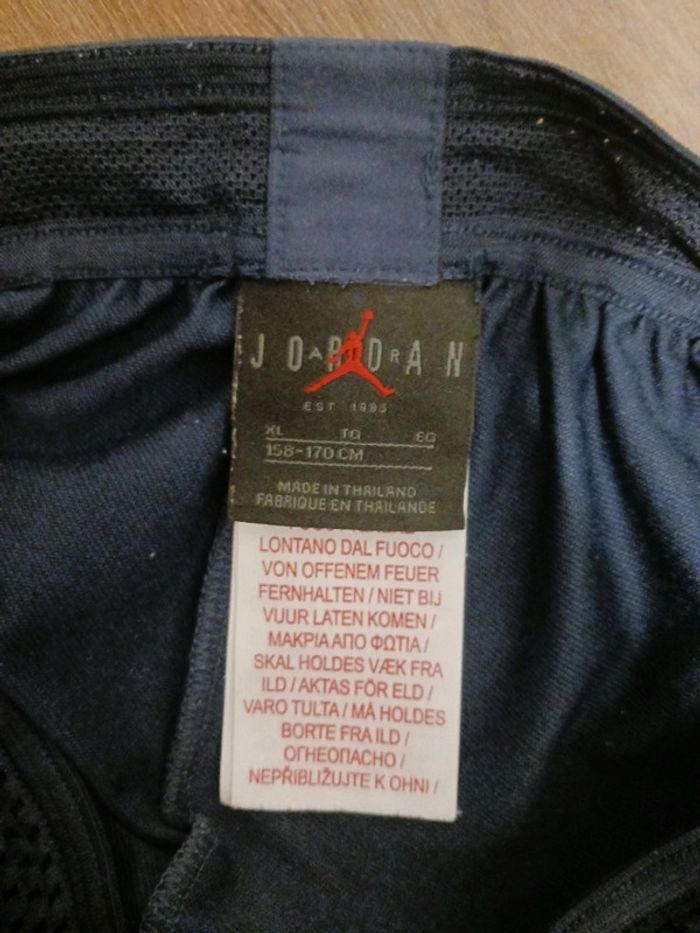 JORDAN
AIR
EST 1985
XL TG EG
158-170 CM
MADE IN THAILAND
FABRIQUE EN THAILANDE
LONTANO DAL FUOCO /
VON OFFENEM FEUER
FERNHALTEN / NIET BIJ
VUUR LATEN KOMEN /
ΜΑΚΡΙΑ ΑΠΟ ΦΩΤΙΑ /
SKAL HOLDES VÆK FRA
ILD / AKTAS FÖR ELD /
VARO TULTA / MÅ HOLDES
BORTE FRA ILD /
ОГНЕОПАСНО /
NEPŘIBLIŽUJTE K OHNI /